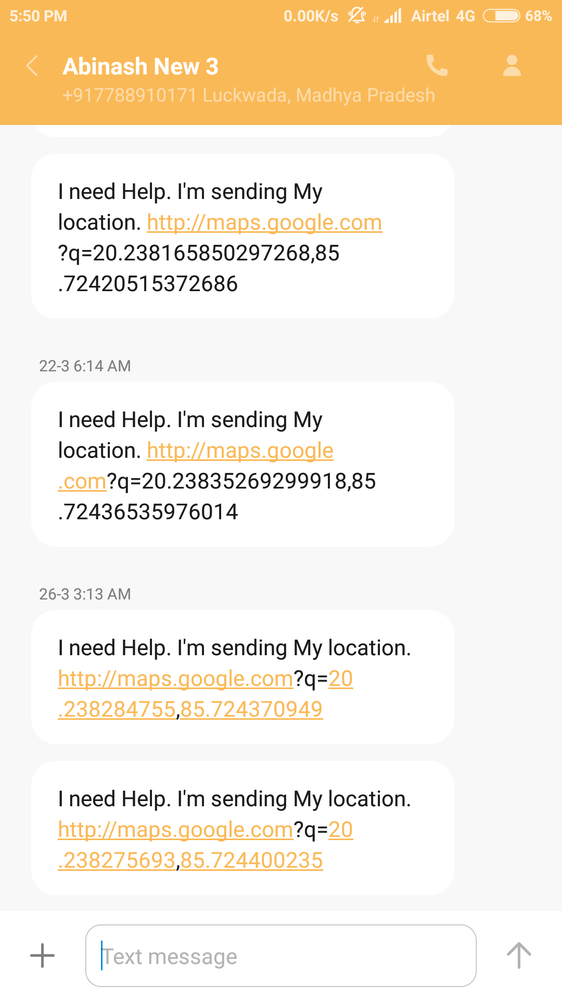 5:50 PM 0.00K/s Airtel 4G 68%
Abinash New 3
+917788910171 Luckwada, Madhya Pradesh
I need Help. I'm sending My
location. http://maps.google.com
?q=20.238165850297268,85
.72420515372686
22-3 6:14 AM
I need Help. I'm sending My
location. http://maps.google
.com?q=20.23835269299918,85
.72436535976014
26-3 3:13 AM
I need Help. I'm sending My location.
http://maps.google.com?q=20
.238284755,85.724370949
I need Help. I'm sending My location.
http://maps.google.com?q=20
.238275693,85.724400235
Text message